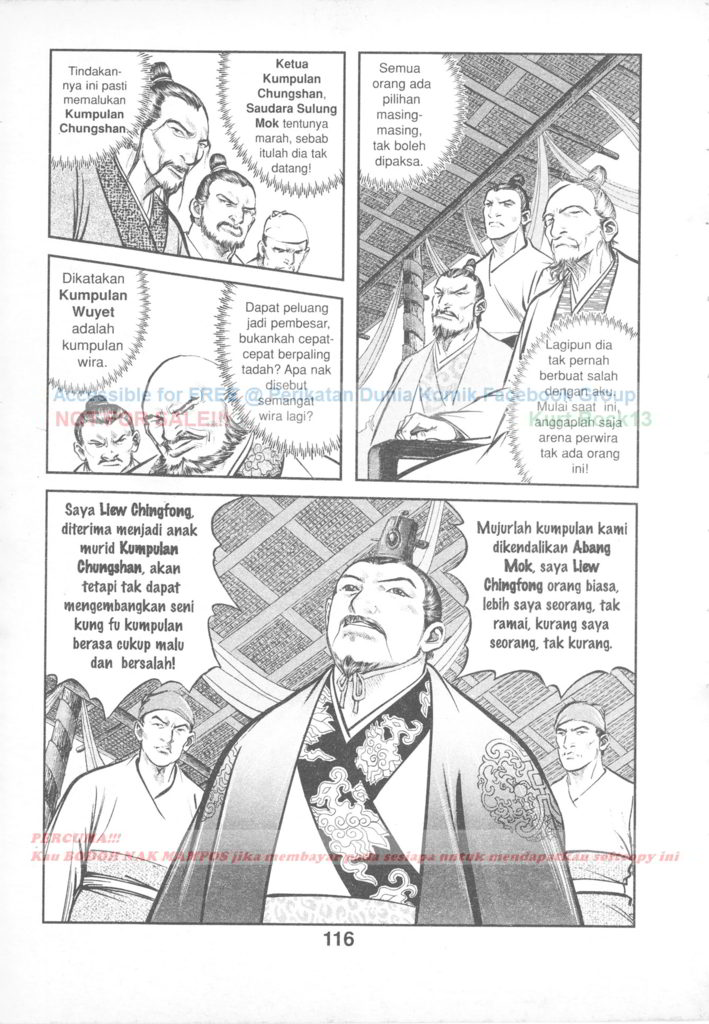 Tindakan-
nya ini pasti
memalukan
Kumpulan
Chungshan.
Ketua
Kumpulan
Chungshan,
Saudara Sulung
Mok tentunya
marah, sebab
itulah dia tak
datang!
Semua
orang ada
pilihan
masing-
masing,
tak boleh
dipaksa.
Dikatakan
Kumpulan
Wuyet
adalah
kumpulan
wira.
Dapat peluang
jadi pembesar,
bukankah cepat-
cepat berpaling
tadah? Apa nak
disebut
semangat
wira lagi?
Lagipun dia
tak pernah
berbuat salah
dengan aku.
Mulai saat ini,
anggaplah saja
arena perwira
tak ada orang
ini!
Accessible for FREE @ Perikatan Dunia Komik Facebook Group
NOT FOR SALE!!!
Saya Liew Chingfong,
diterima menjadi anak
murid Kumpulan
Chungshan, akan
tetapi tak dapat
mengembangkan seni
kung fu kumpulan
berasa cukup malu
dan bersalah!
Mujurlah kumpulan kami
dikendalikan Abang
Mok, saya Liew
Chingfong orang biasa,
lebih saya seorang, tak
ramai, kurang saya
seorang, tak kurang.
PERCUMA!!!
Kau BODOH NAK MAMPOS jika membayar pada sesiapa untuk mendapatkan softcopy ini
116